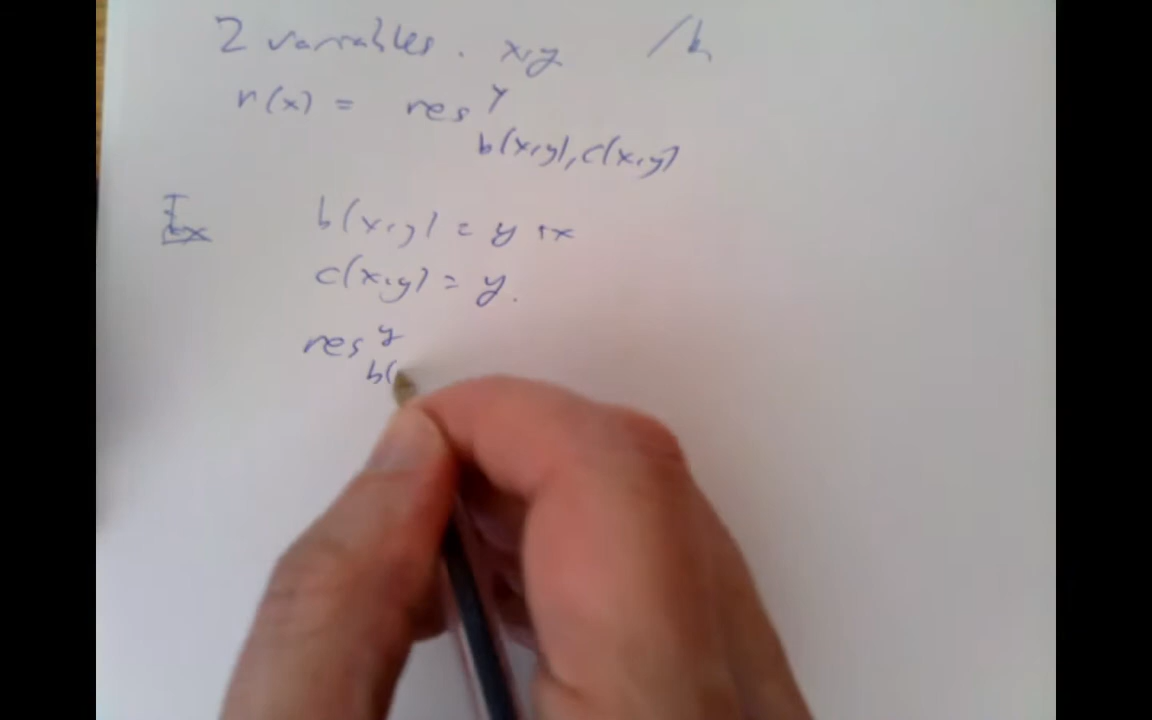 2 variables. x,y /k
r(x) = res y
b(x,y), c(x,y)
Ex b(x,y) = y+x
c(x,y) = y.
res y
b(